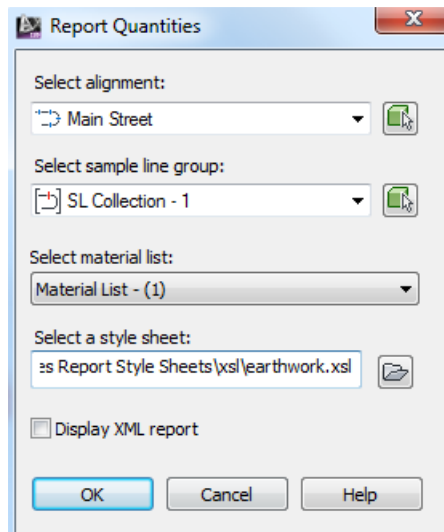 Report Quantities
Select alignment:
Main Street
Select sample line group:
SL Collection - 1
Select material list:
Material List - (1)
Select a style sheet:
es Report Style Sheets\xsl\earthwork.xsl
Display XML report
OK Cancel Help